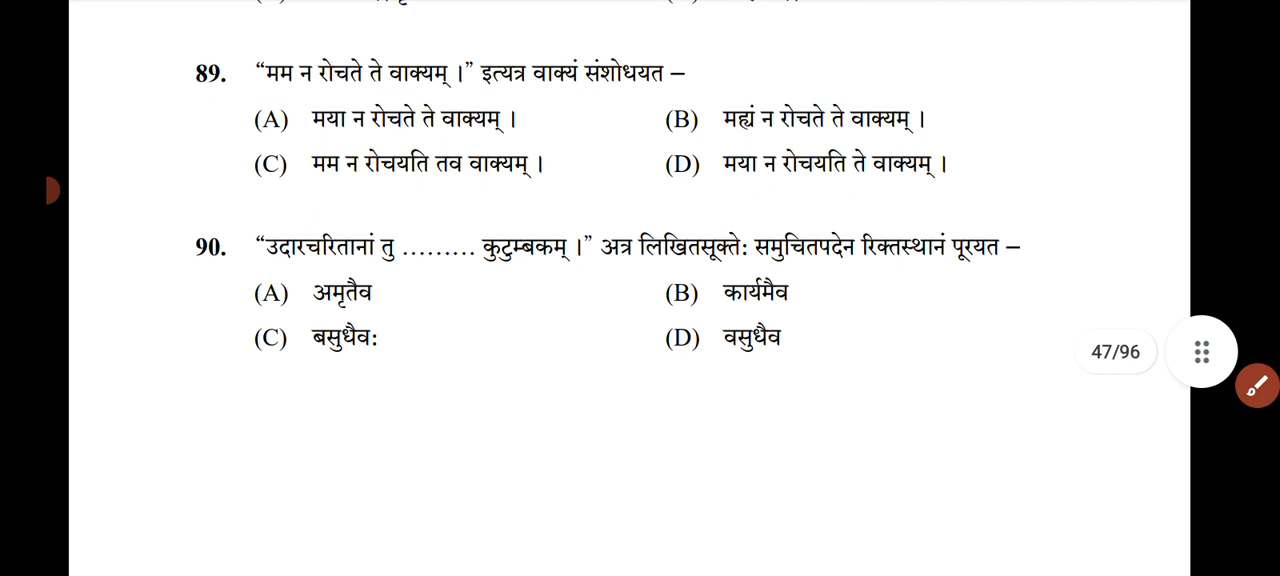 89. “मम न रोचते ते वाक्यम् ।” इत्यत्र वाक्यं संशोधयत –
(A) मया न रोचते ते वाक्यम् । (B) मह्यं न रोचते ते वाक्यम् ।
(C) मम न रोचयति तव वाक्यम् । (D) मया न रोचयति ते वाक्यम् ।
90. “उदारचरितानां तु ......... कुटुम्बकम् ।” अत्र लिखितसूक्ते: समुचितपदेन रिक्तस्थानं पूरयत –
(A) अमृतैव (B) कार्यमैव
(C) बसुधैव: (D) वसुधैव
47/96